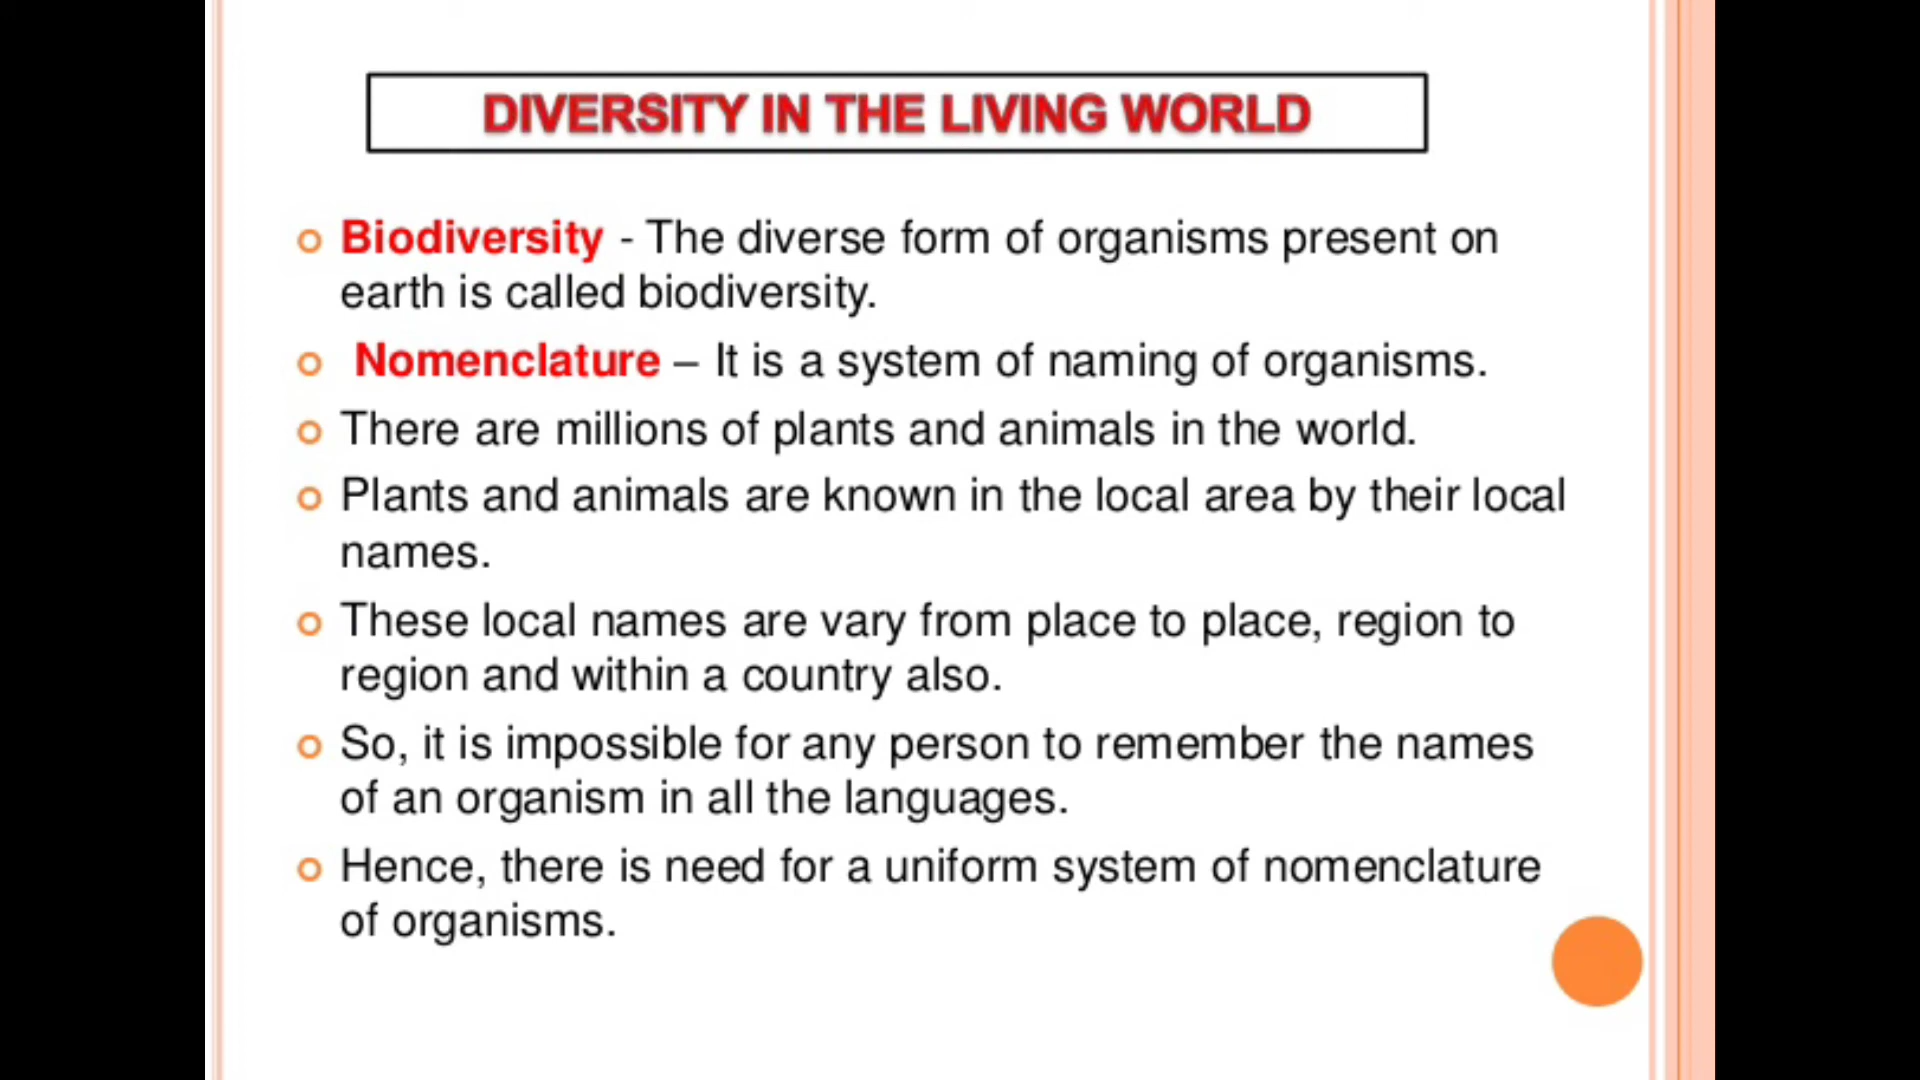 DIVERSITY IN THE LIVING WORLD
Biodiversity - The diverse form of organisms present on
earth is called biodiversity.
Nomenclature – It is a system of naming of organisms.
There are millions of plants and animals in the world.
Plants and animals are known in the local area by their local
names.
These local names are vary from place to place, region to
region and within a country also.
So, it is impossible for any person to remember the names
of an organism in all the languages.
Hence, there is need for a uniform system of nomenclature
of organisms.